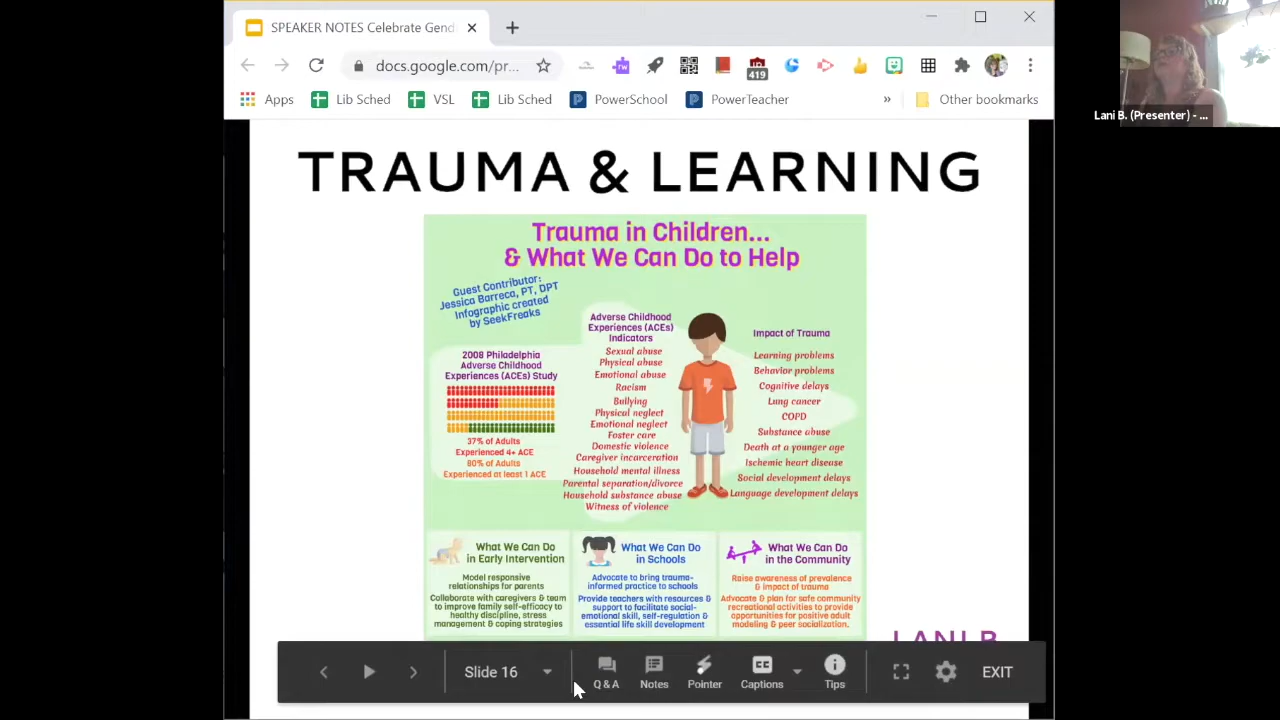 SPEAKER NOTES Celebrate Gend
docs.google.com/pr...
419
Apps
Lib Sched
VSL
Lib Sched
PowerSchool
PowerTeacher
»
Other bookmarks
Lani B. (Presenter) - ...
TRAUMA & LEARNING
Trauma in Children...
& What We Can Do to Help
Guest Contributor:
Jessica Barreca, PT, DPT
Infographic created
by SeekFreaks
2008 Philadelphia
Adverse Childhood
Experiences (ACEs) Study
37% of Adults
Experienced 4+ ACE
80% of Adults
Experienced at least 1 ACE
Adverse Childhood
Experiences (ACEs)
Indicators
Sexual abuse
Physical abuse
Emotional abuse
Racism
Bullying
Physical neglect
Emotional neglect
Foster care
Domestic violence
Caregiver incarceration
Household mental illness
Parental separation/divorce
Household substance abuse
Witness of violence
Impact of Trauma
Learning problems
Behavior problems
Cognitive delays
Lung cancer
COPD
Substance abuse
Death at a younger age
Ischemic heart disease
Social development delays
Language development delays
What We Can Do
in Early Intervention
Model responsive
relationships for parents
Collaborate with caregivers & team
to improve family self-efficacy to
healthy discipline, stress
management & coping strategies
What We Can Do
in Schools
Advocate to bring trauma-
informed practice to schools
Provide teachers with resources &
support to facilitate social-
emotional skill, self-regulation &
essential life skill development
What We Can Do
in the Community
Raise awareness of prevalence
& impact of trauma
Advocate & plan for safe community
recreational activities to provide
opportunities for positive adult
modeling & peer socialization.
LANI B
Slide 16
Q & A
Notes
Pointer
Captions
Tips
EXIT